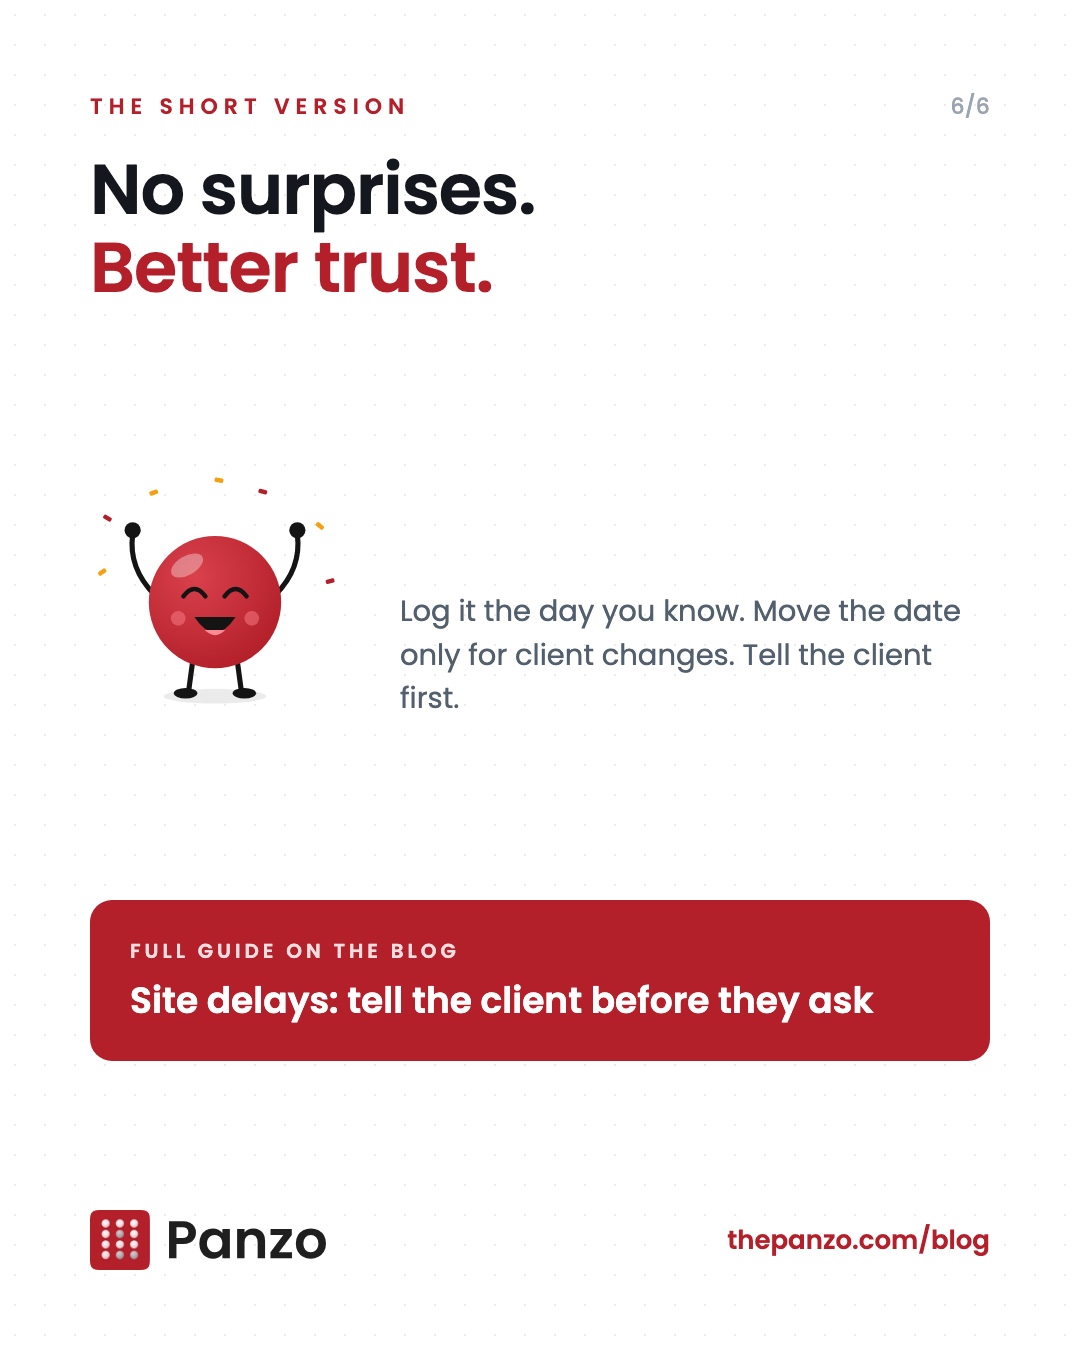 THE SHORT VERSION
6/6
No surprises.
Better trust.
Log it the day you know. Move the date
only for client changes. Tell the client
first.
FULL GUIDE ON THE BLOG
Site delays: tell the client before they ask
Panzo
thepanzo.com/blog